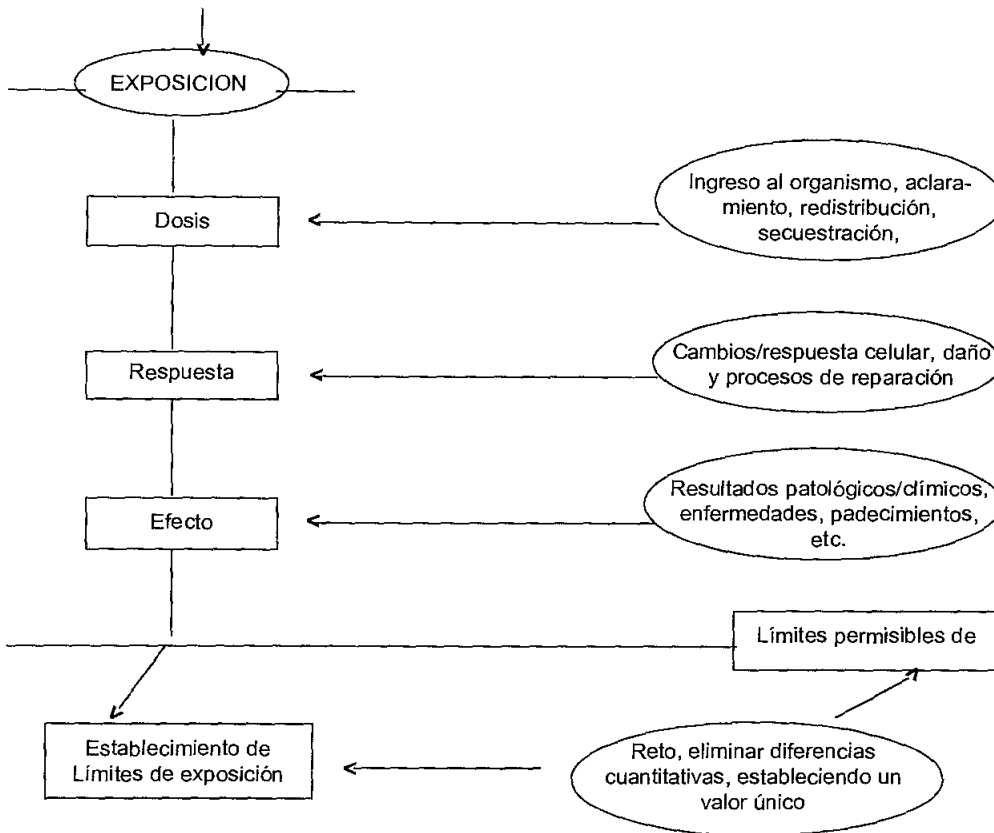 EXPOSICION
Ingreso al organismo, aclara-
miento, redistribución,
secuestración,
Dosis
Cambios/respuesta celular, daño
y procesos de reparación
Respuesta
Resultados patológicos/clímicos,
enfermedades, padecimientos,
etc.
Efecto
Límites permisibles de
Establecimiento de
Límites de exposición
Reto, eliminar diferencias
cuantitativas, estableciendo un
valor único